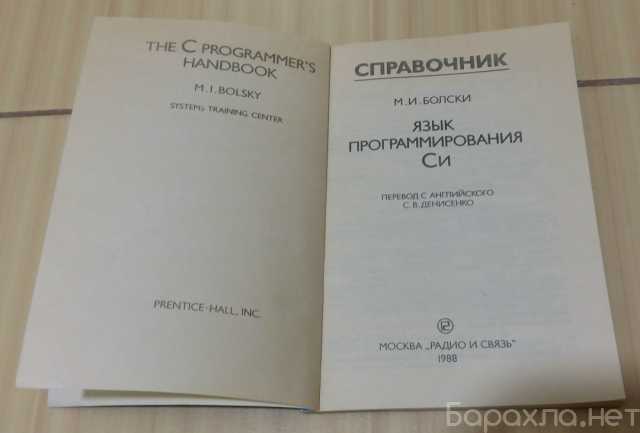 THE C PROGRAMMER'S
HANDBOOK
M. I. BOLSKY
SYSTEMS TRAINING CENTER
PRENTICE-HALL, INC.
СПРАВОЧНИК
М. И. БОЛСКИ
ЯЗЫК
ПРОГРАММИРОВАНИЯ
Си
ПЕРЕВОД С АНГЛИЙСКОГО
С. В. ДЕНИСЕНКО
МОСКВА „РАДИО И СВЯЗЬ"
1988
Барахла.нет